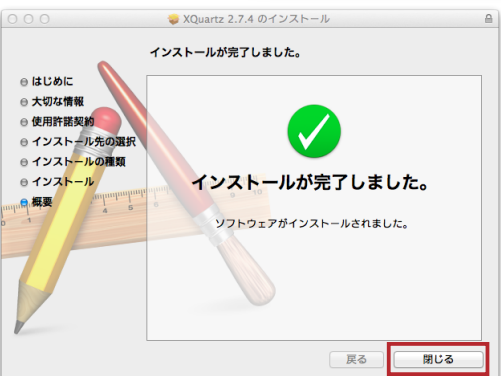 XQuartz 2.7.4 のインストール
インストールが完了しました。
はじめに
大切な情報
使用許諾契約
インストール先の選択
インストールの種類
インストール
概要
インストールが完了しました。
ソフトウェアがインストールされました。
戻る
閉じる